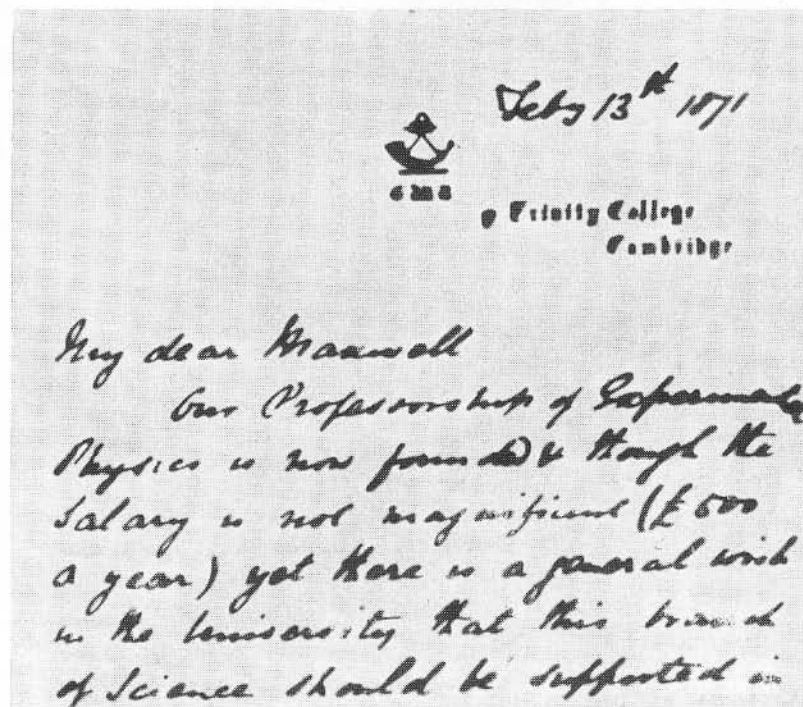 Feby 13th 1871
Trinity College
Cambridge
My dear Maxwell
Our Professorship of Experimental
Physics is now founded & though the
Salary is not magnificent (£500
a year) yet there is a general wish
in the University that this branch
of Science should be supported in